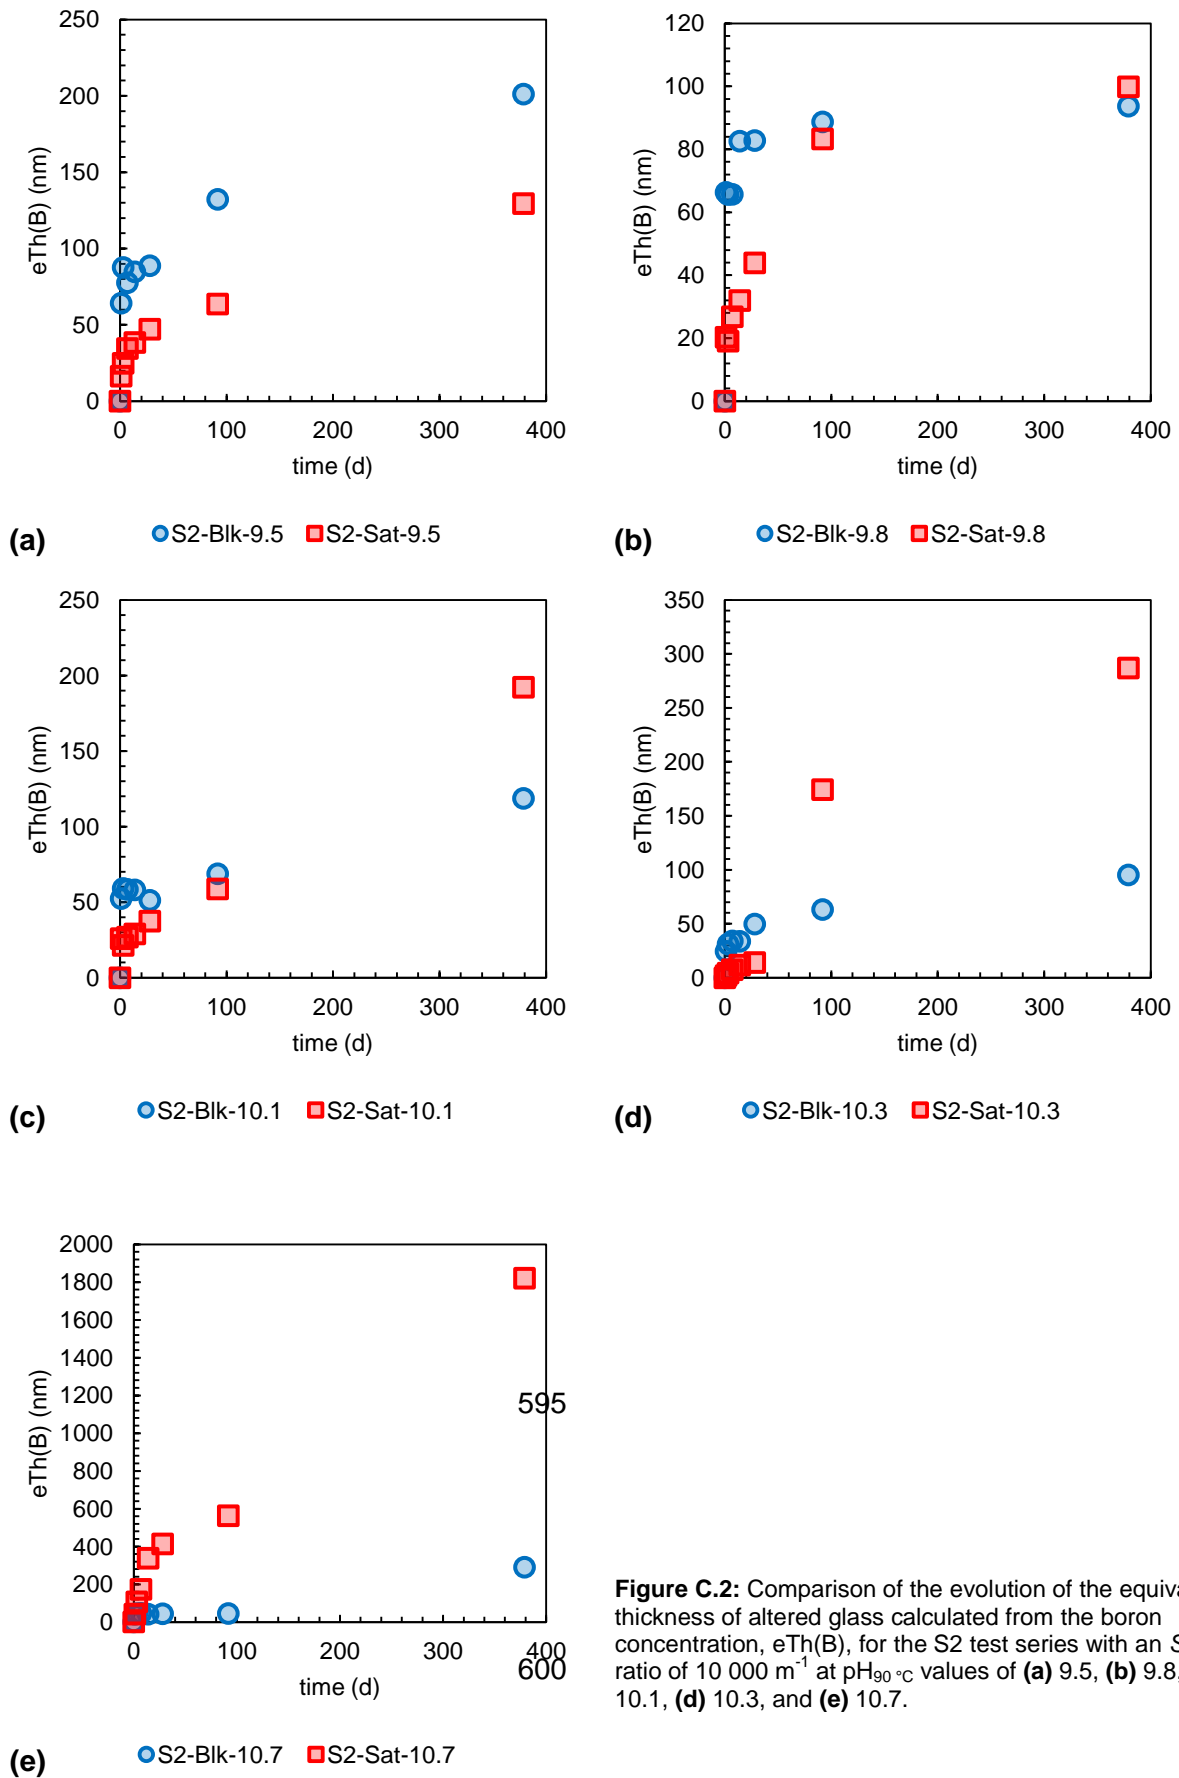 250
200
150
100
50
0
eTh(B) (nm)
0 100 200 300 400
time (d)
(a)
S2-Blk-9.5 S2-Sat-9.5
120
100
80
60
40
20
0
eTh(B) (nm)
0 100 200 300 400
time (d)
(b)
S2-Blk-9.8 S2-Sat-9.8
250
200
150
100
50
0
eTh(B) (nm)
0 100 200 300 400
time (d)
(c)
S2-Blk-10.1 S2-Sat-10.1
350
300
250
200
150
100
50
0
eTh(B) (nm)
0 100 200 300 400
time (d)
(d)
S2-Blk-10.3 S2-Sat-10.3
2000
1800
1600
1400
1200
1000
800
600
400
200
0
eTh(B) (nm)
0 100 200 300 400
time (d)
595
600
(e)
S2-Blk-10.7 S2-Sat-10.7
Figure C.2: Comparison of the evolution of the equiva
thickness of altered glass calculated from the boron
concentration, eTh(B), for the S2 test series with an S
ratio of 10 000 m⁻¹ at pH90 °C values of (a) 9.5, (b) 9.8,
10.1, (d) 10.3, and (e) 10.7.